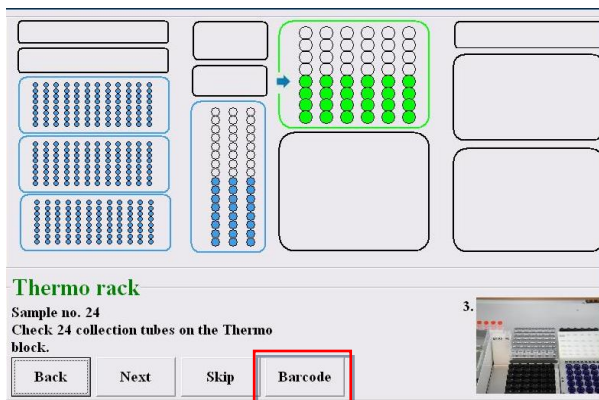 Thermo rack
Sample no. 24
Check 24 collection tubes on the Thermo
block.
3.
Back
Next
Skip
Barcode